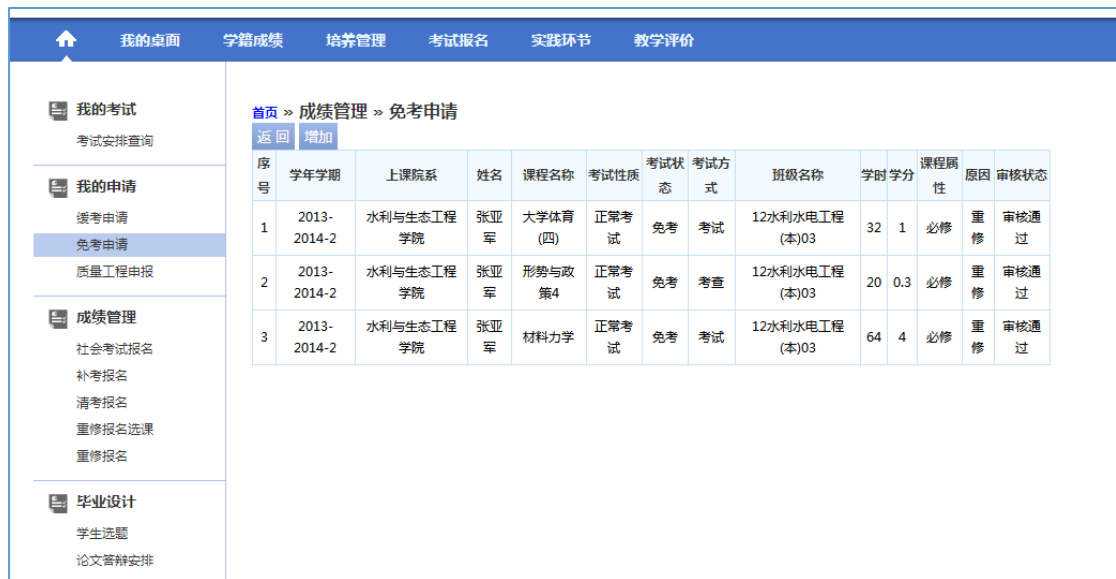 我的桌面 学籍成绩 培养管理 考试报名 实践环节 教学评价
我的考试
考试安排查询
我的申请
缓考申请
免考申请
质量工程申报
成绩管理
社会考试报名
补考报名
清考报名
重修报名选课
重修报名
毕业设计
学生选题
论文答辩安排
首页 » 成绩管理 » 免考申请
返 回 增加
序号 学年学期 上课院系 姓名 课程名称 考试性质 考试状态 考试方式 班级名称 学时 学分 课程属性 原因 审核状态
1 2013-2014-2 水利与生态工程学院 张亚军 大学体育(四) 正常考试 免考 考试 12水利水电工程(本)03 32 1 必修 重修 审核通过
2 2013-2014-2 水利与生态工程学院 张亚军 形势与政策4 正常考试 免考 考查 12水利水电工程(本)03 20 0.3 必修 重修 审核通过
3 2013-2014-2 水利与生态工程学院 张亚军 材料力学 正常考试 免考 考试 12水利水电工程(本)03 64 4 必修 重修 审核通过